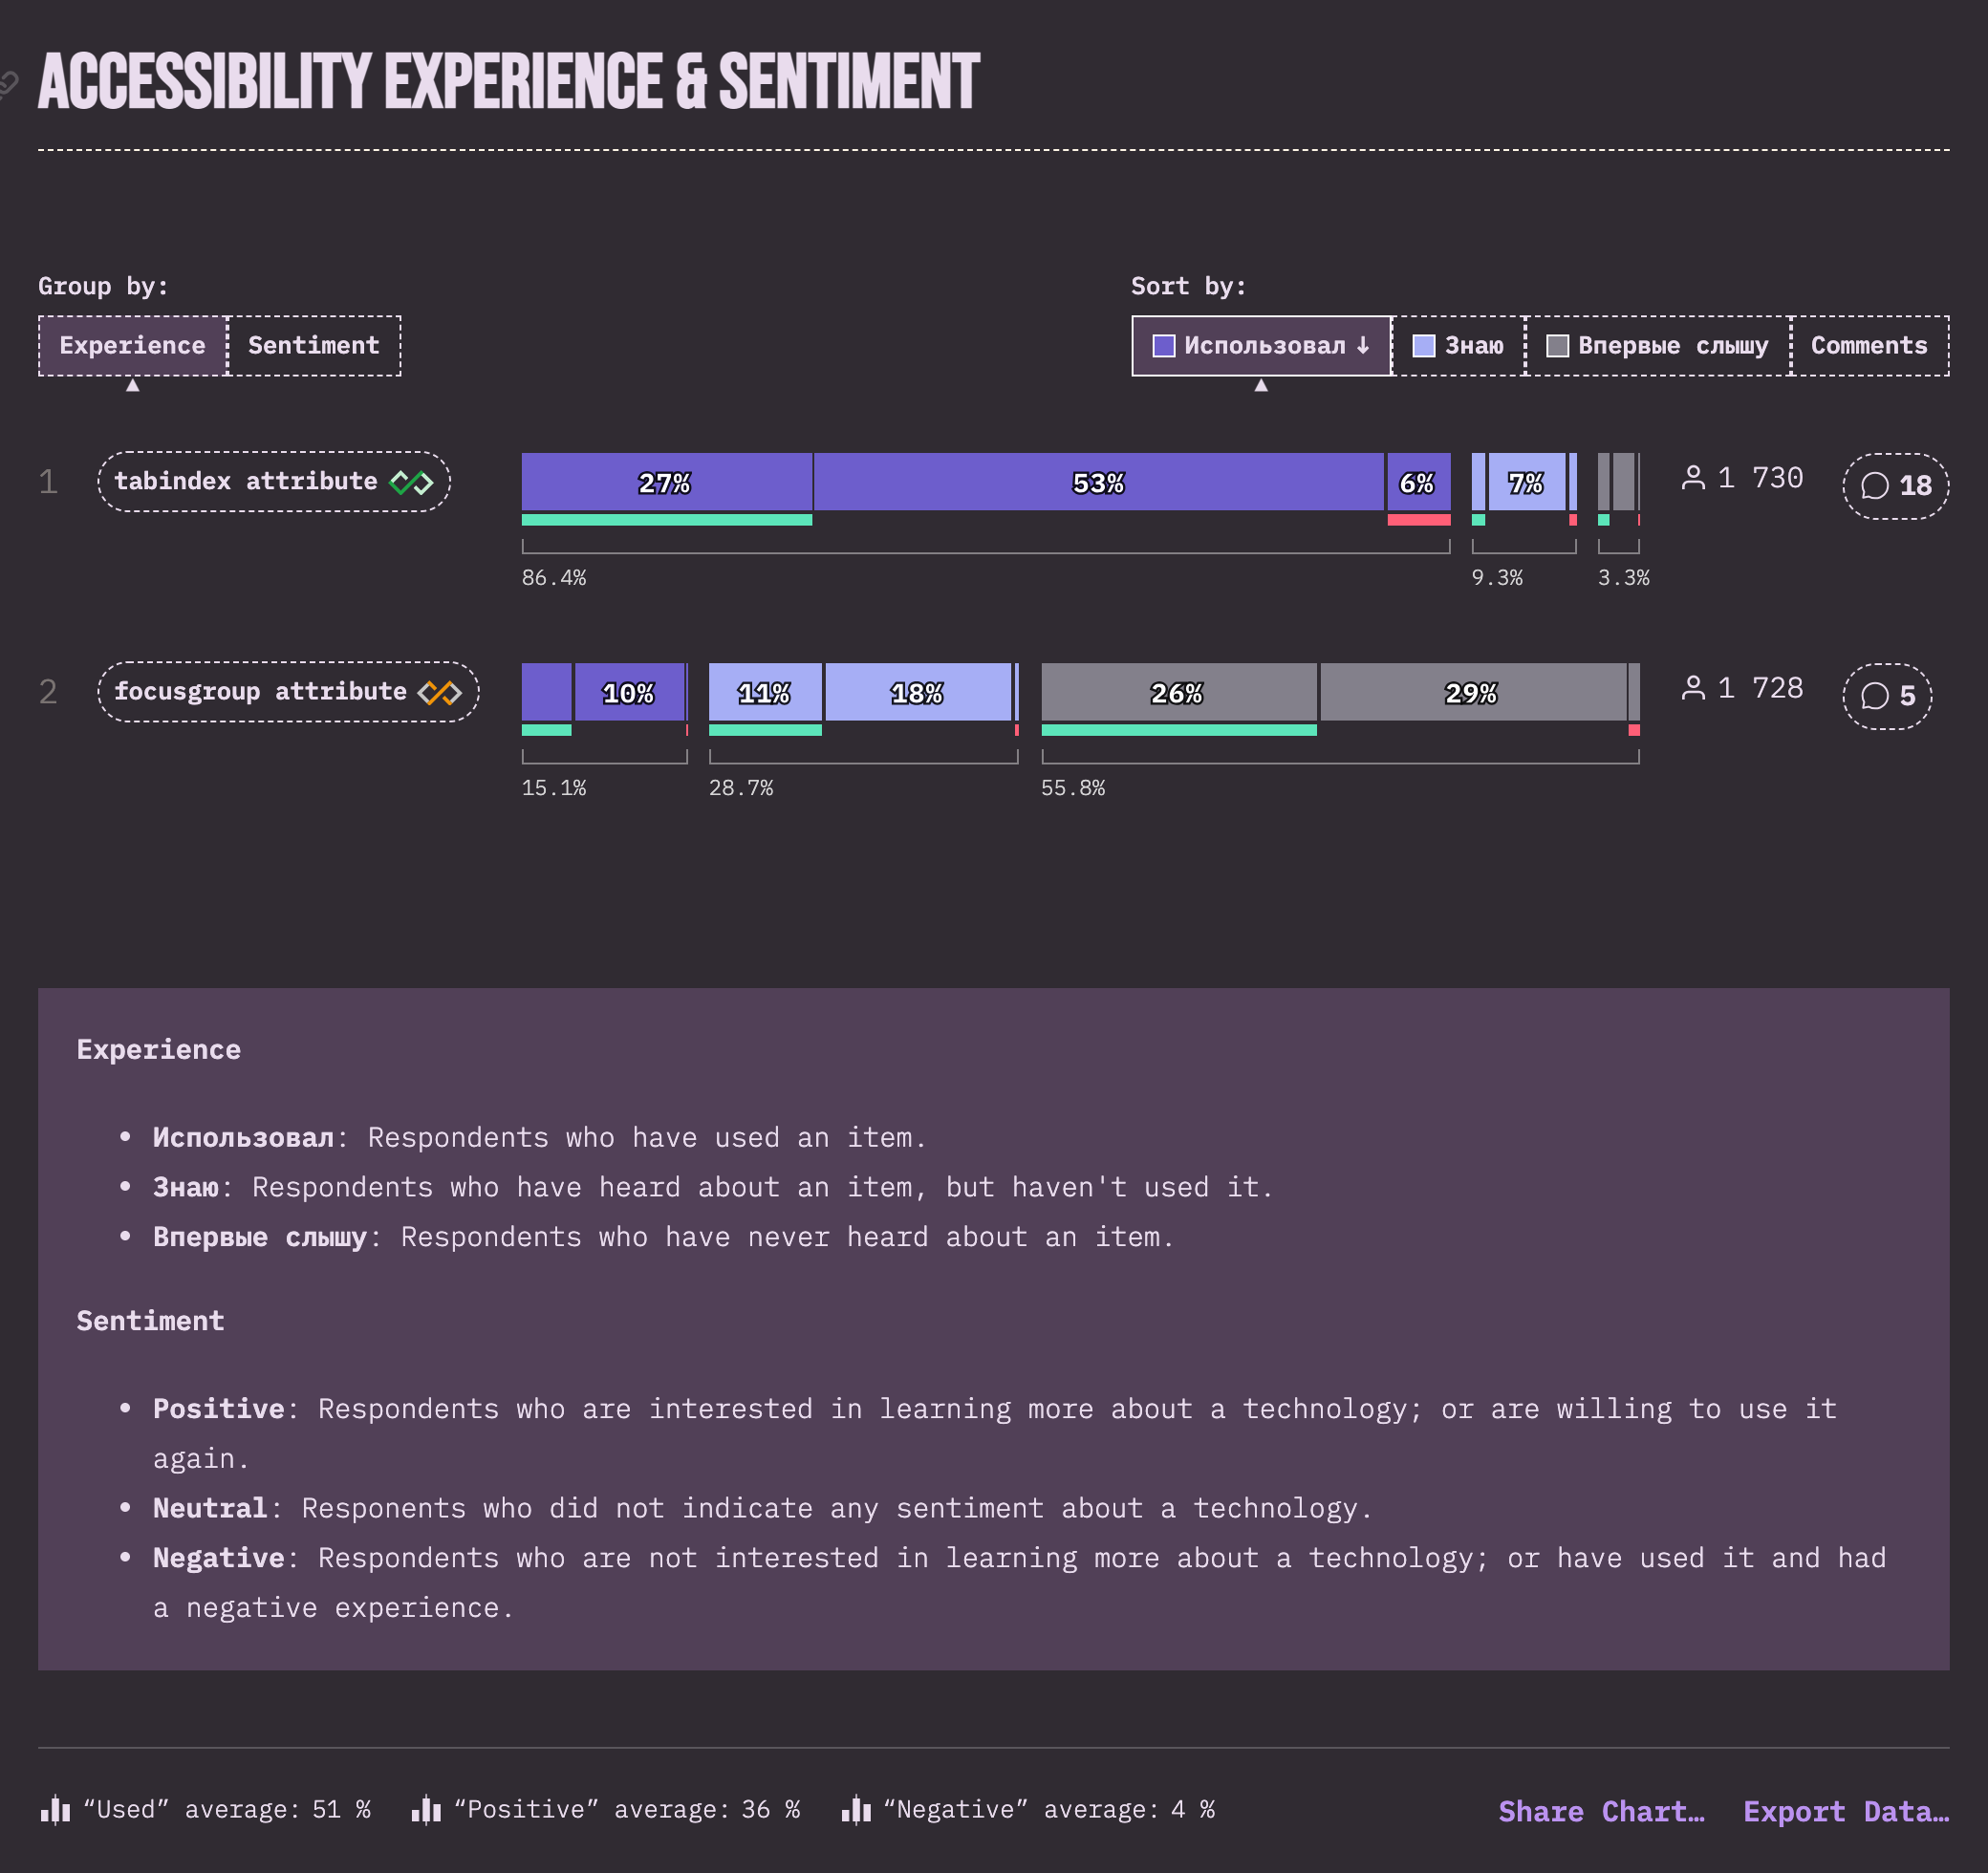 ACCESSIBILITY EXPERIENCE & SENTIMENT
Group by:
Experience Sentiment
Sort by:
Использовал ↓ Знаю Впервые слышу Comments
1 tabindex attribute 27% 53% 6% 7% 1 730 18
86.4% 9.3% 3.3%
2 focusgroup attribute 10% 11% 18% 26% 29% 1 728 5
15.1% 28.7% 55.8%
Experience
• Использовал: Respondents who have used an item.
• Знаю: Respondents who have heard about an item, but haven't used it.
• Впервые слышу: Respondents who have never heard about an item.
Sentiment
• Positive: Respondents who are interested in learning more about a technology; or are willing to use it
again.
• Neutral: Responents who did not indicate any sentiment about a technology.
• Negative: Respondents who are not interested in learning more about a technology; or have used it and had
a negative experience.
“Used” average: 51 % “Positive” average: 36 % “Negative” average: 4 % Share Chart… Export Data…